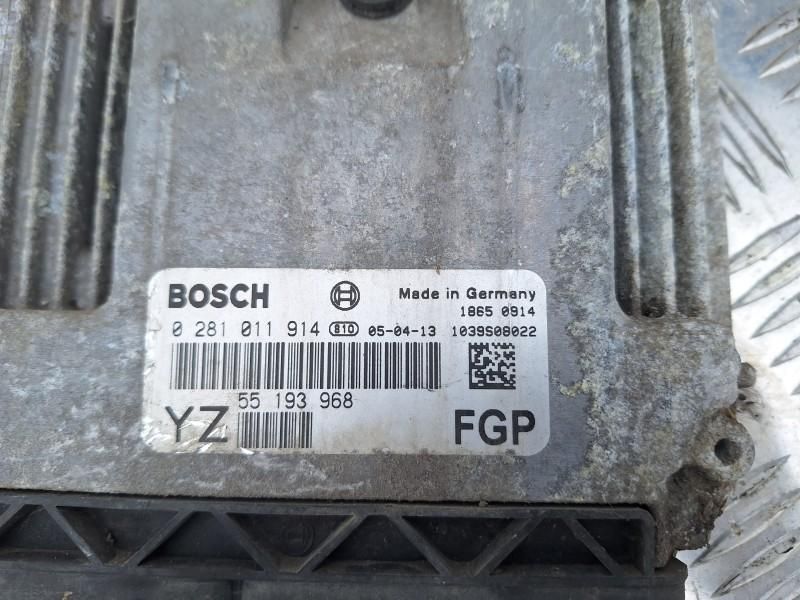 BOSCH Made in Germany
1865 0914
0 281 011 914 810 05-04-13 1039S08022
55 193 968
YZ FGP